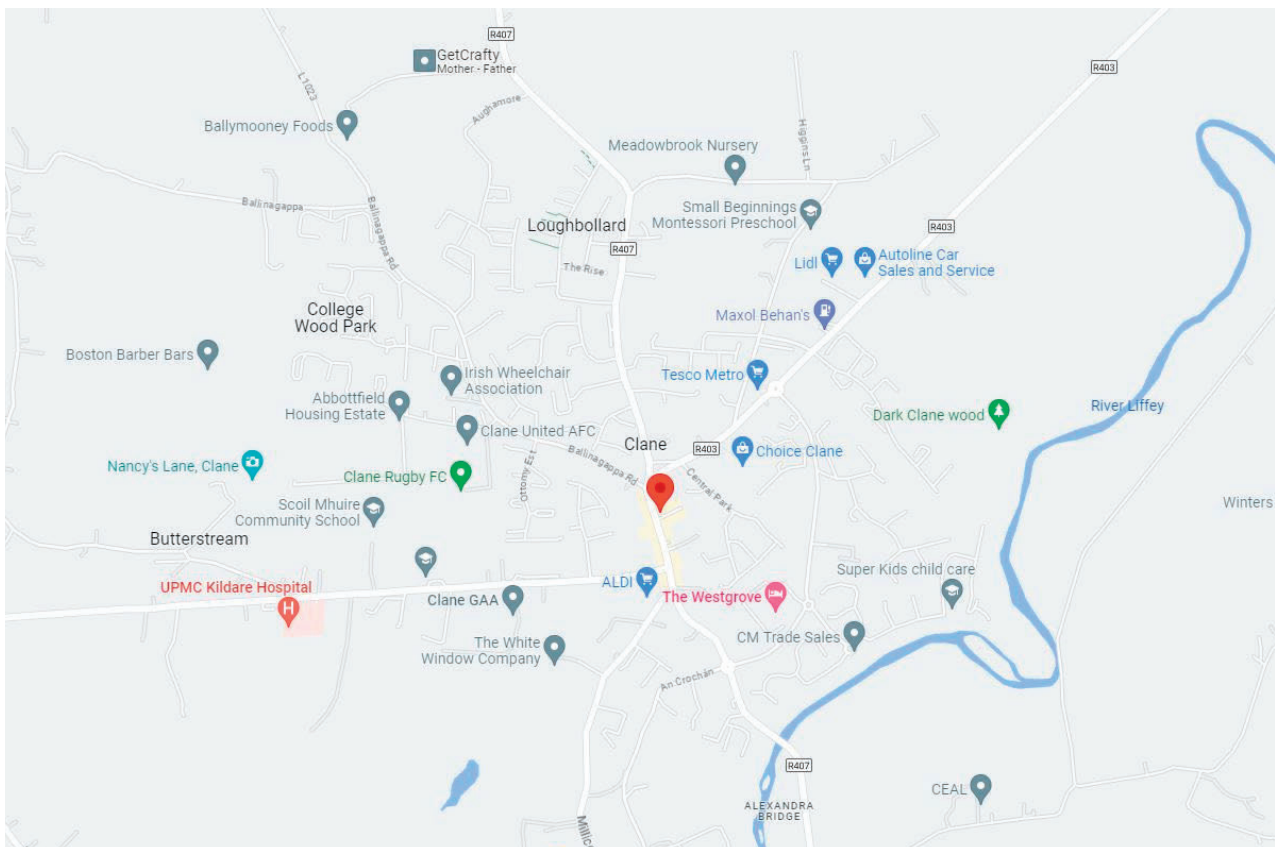 R407
GetCrafty
Mother - Father
R403
L1023
Aughamore
Ballymooney Foods
Higgins Ln
Meadowbrook Nursery
Ballinagappa
Ballinagappa Rd
Small Beginnings
Montessori Preschool
Loughbollard
R407
R403
The Rise
Lidl
Autoline Car
Sales and Service
College
Wood Park
Maxol Behan's
Boston Barber Bars
Irish Wheelchair
Association
Tesco Metro
Abbottfield
Housing Estate
Dark Clane wood
River Liffey
Clane United AFC
Clane
R403
Choice Clane
Ballinagappa Rd
Nancy's Lane, Clane
Clane Rugby FC
Ottomy Est.
Central Park
Scoil Mhuire
Community School
Winters
Butterstream
Super Kids child care
UPMC Kildare Hospital
H
ALDI
The Westgrove
Clane GAA
CM Trade Sales
The White
Window Company
An Crochán
R407
CEAL
ALEXANDRA
BRIDGE
Millic